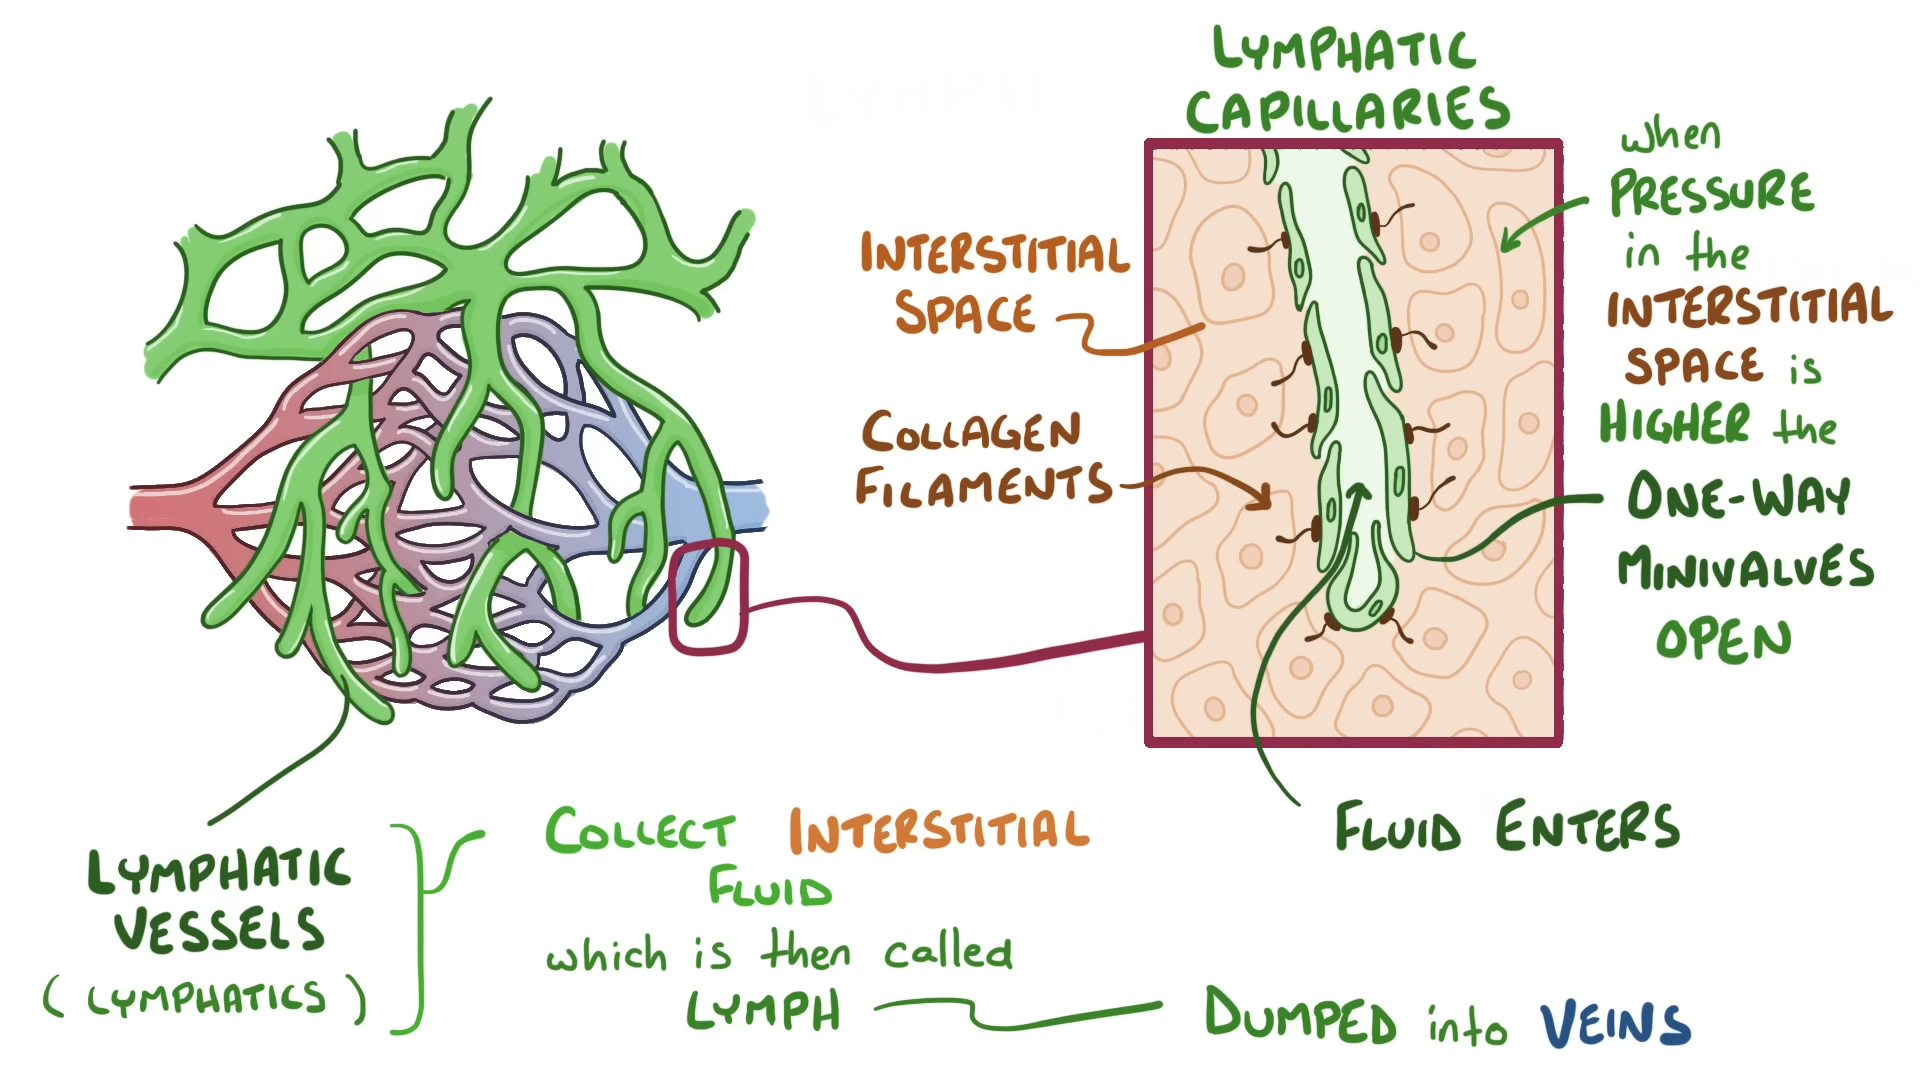 LYMPHATIC
CAPILLARIES
when
PRESSURE
in the
INTERSTITIAL
SPACE is
HIGHER the
ONE-WAY
MINIVALVES
OPEN
INTERSTITIAL
SPACE
COLLAGEN
FILAMENTS
FLUID ENTERS
LYMPHATIC
VESSELS
(LYMPHATICS)
COLLECT INTERSTITIAL
FLUID
which is then called
LYMPH
DUMPED into VEINS